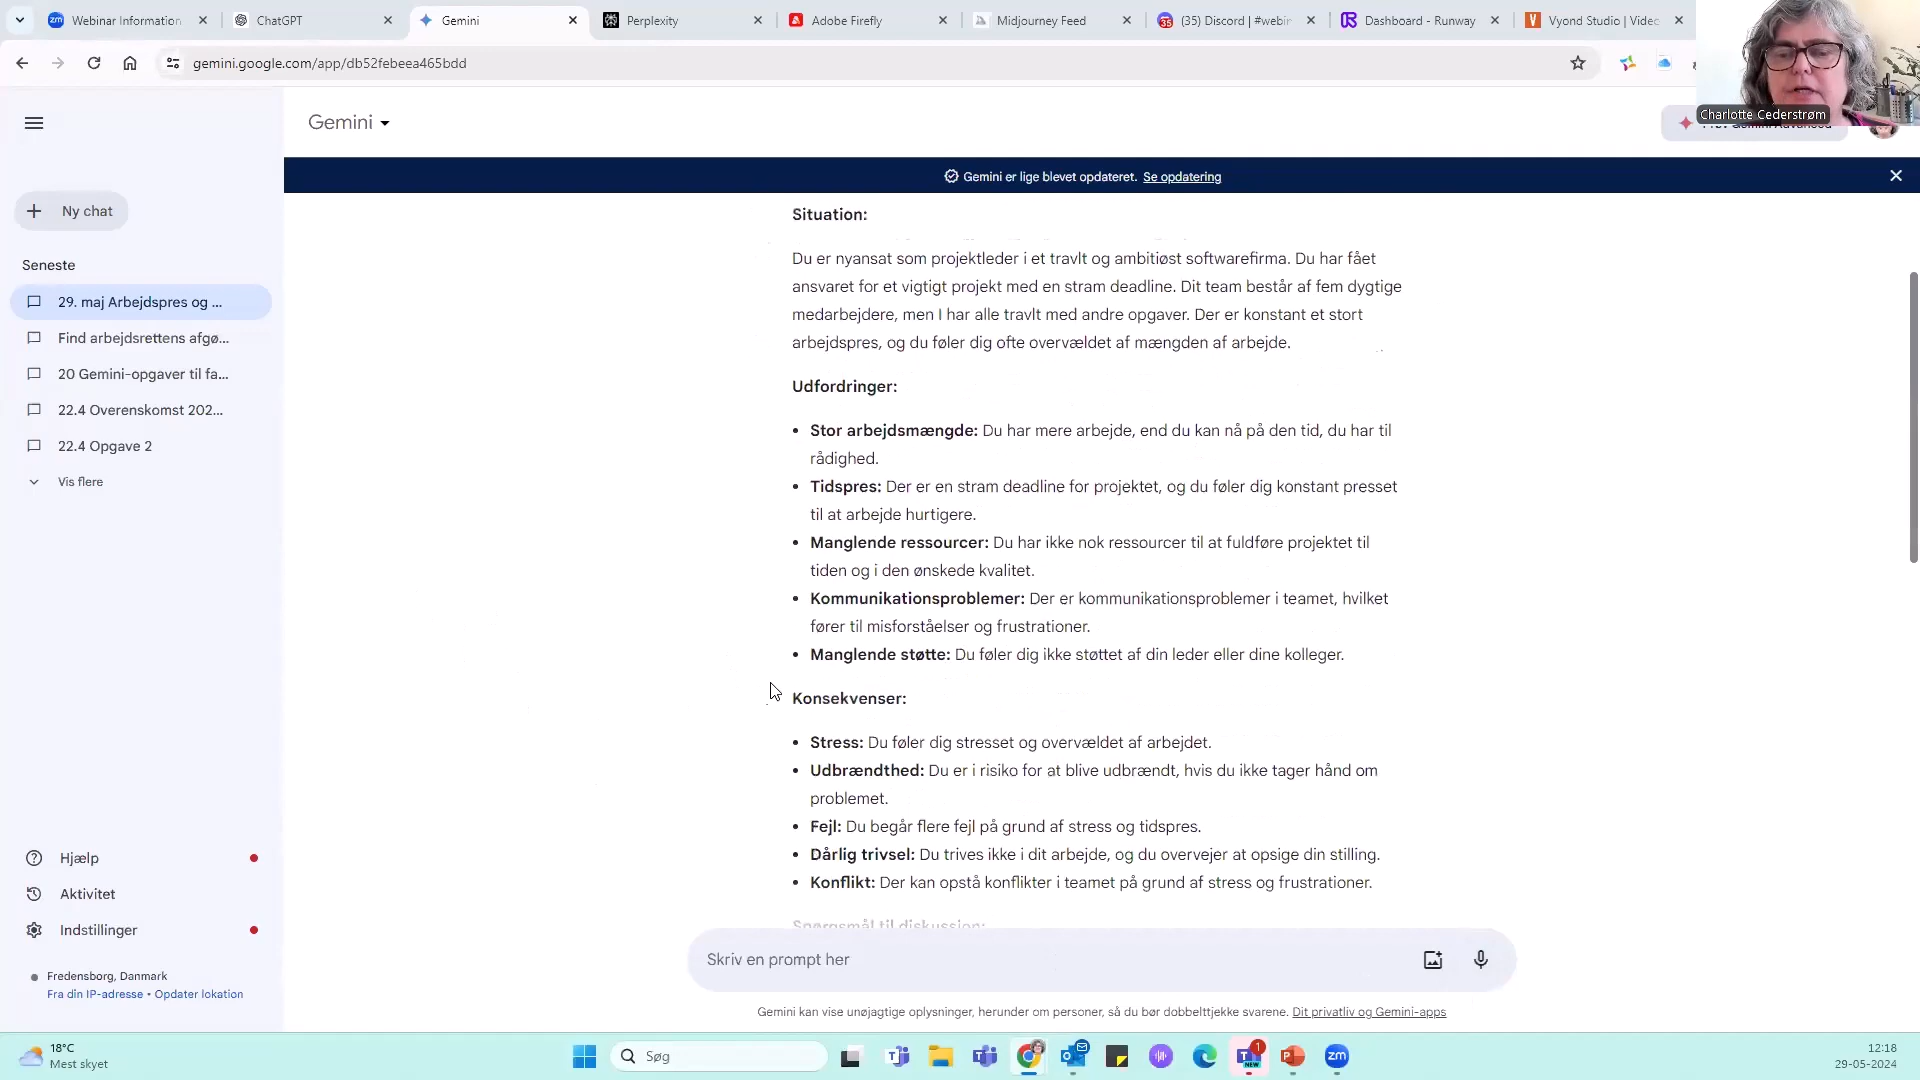 Webinar Information
ChatGPT
Gemini
Perplexity
Adobe Firefly
Midjourney Feed
(35) Discord | #webi
Dashboard - Runway
Vyond Studio | Videc
gemini.google.com/app/db52febeea465bdd
Charlotte Cederstrøm
Gemini
Gemini er lige blevet opdateret. Se opdatering
Ny chat
Seneste
29. maj Arbejdspres og ...
Find arbejdsrettens afgø...
20 Gemini-opgaver til fa...
22.4 Overenskomst 202...
22.4 Opgave 2
Vis flere
Hjælp
Aktivitet
Indstillinger
Fredensborg, Danmark
Fra din IP-adresse • Opdater lokation
Situation:
Du er nyansat som projektleder i et travlt og ambitiøst softwarefirma. Du har fået
ansvaret for et vigtigt projekt med en stram deadline. Dit team består af fem dygtige
medarbejdere, men I har alle travlt med andre opgaver. Der er konstant et stort
arbejdspres, og du føler dig ofte overvældet af mængden af arbejde.
Udfordringer:
• Stor arbejdsmængde: Du har mere arbejde, end du kan nå på den tid, du har til
rådighed.
• Tidspres: Der er en stram deadline for projektet, og du føler dig konstant presset
til at arbejde hurtigere.
• Manglende ressourcer: Du har ikke nok ressourcer til at fuldføre projektet til
tiden og i den ønskede kvalitet.
• Kommunikationsproblemer: Der er kommunikationsproblemer i teamet, hvilket
fører til misforståelser og frustrationer.
• Manglende støtte: Du føler dig ikke støttet af din leder eller dine kolleger.
Konsekvenser:
• Stress: Du føler dig stresset og overvældet af arbejdet.
• Udbrændthed: Du er i risiko for at blive udbrændt, hvis du ikke tager hånd om
problemet.
• Fejl: Du begår flere fejl på grund af stress og tidspres.
• Dårlig trivsel: Du trives ikke i dit arbejde, og du overvejer at opsige din stilling.
• Konflikt: Der kan opstå konflikter i teamet på grund af stress og frustrationer.
Spørgsmål til diskussion:
Skriv en prompt her
Gemini kan vise unøjagtige oplysninger, herunder om personer, så du bør dobbelttjekke svarene. Dit privatliv og Gemini-apps
18°C
Mest skyet
Søg
12:18
29-05-2024